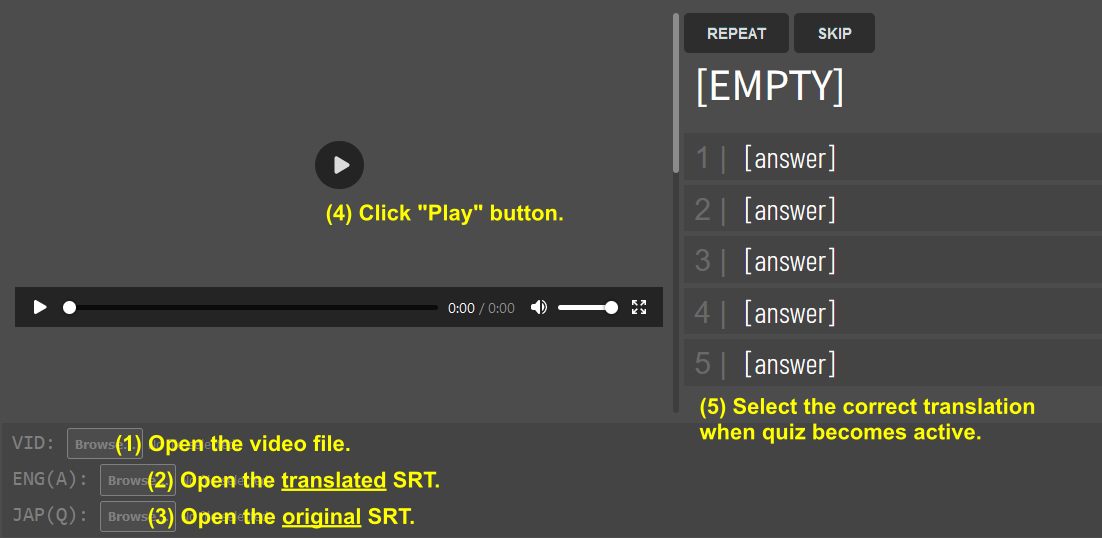 REPEAT SKIP
[EMPTY]
1 | [answer]
2 | [answer]
3 | [answer]
4 | [answer]
5 | [answer]
(4) Click "Play" button.
0:00 / 0:00
(5) Select the correct translation
when quiz becomes active.
VID: Browse… (1) Open the video file.
ENG(A): Browse… (2) Open the translated SRT.
JAP(Q): Browse… (3) Open the original SRT.